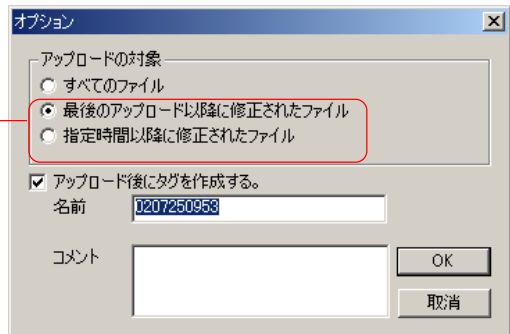 オプション
アップロードの対象
すべてのファイル
最後のアップロード以降に修正されたファイル
指定時間以降に修正されたファイル
アップロード後にタグを作成する。
名前 0207250953
コメント
OK
取消